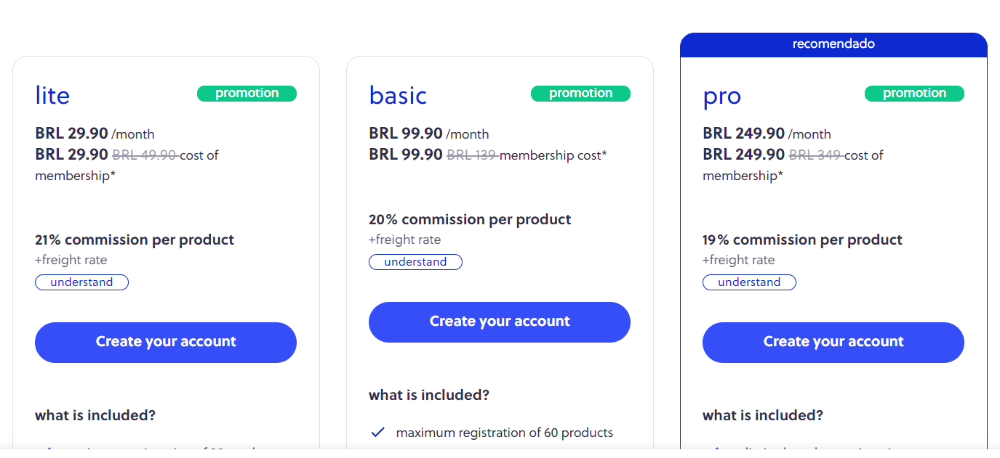 recomendado
lite
promotion
BRL 29.90 /month
BRL 29.90 BRL 49.90 cost of
membership*
21% commission per product
+freight rate
understand
Create your account
what is included?
basic
promotion
BRL 99.90 /month
BRL 99.90 BRL 139 membership cost*
20% commission per product
+freight rate
understand
Create your account
what is included?
maximum registration of 60 products
pro
promotion
BRL 249.90 /month
BRL 249.90 BRL 349 cost of
membership*
19% commission per product
+freight rate
understand
Create your account
what is included?